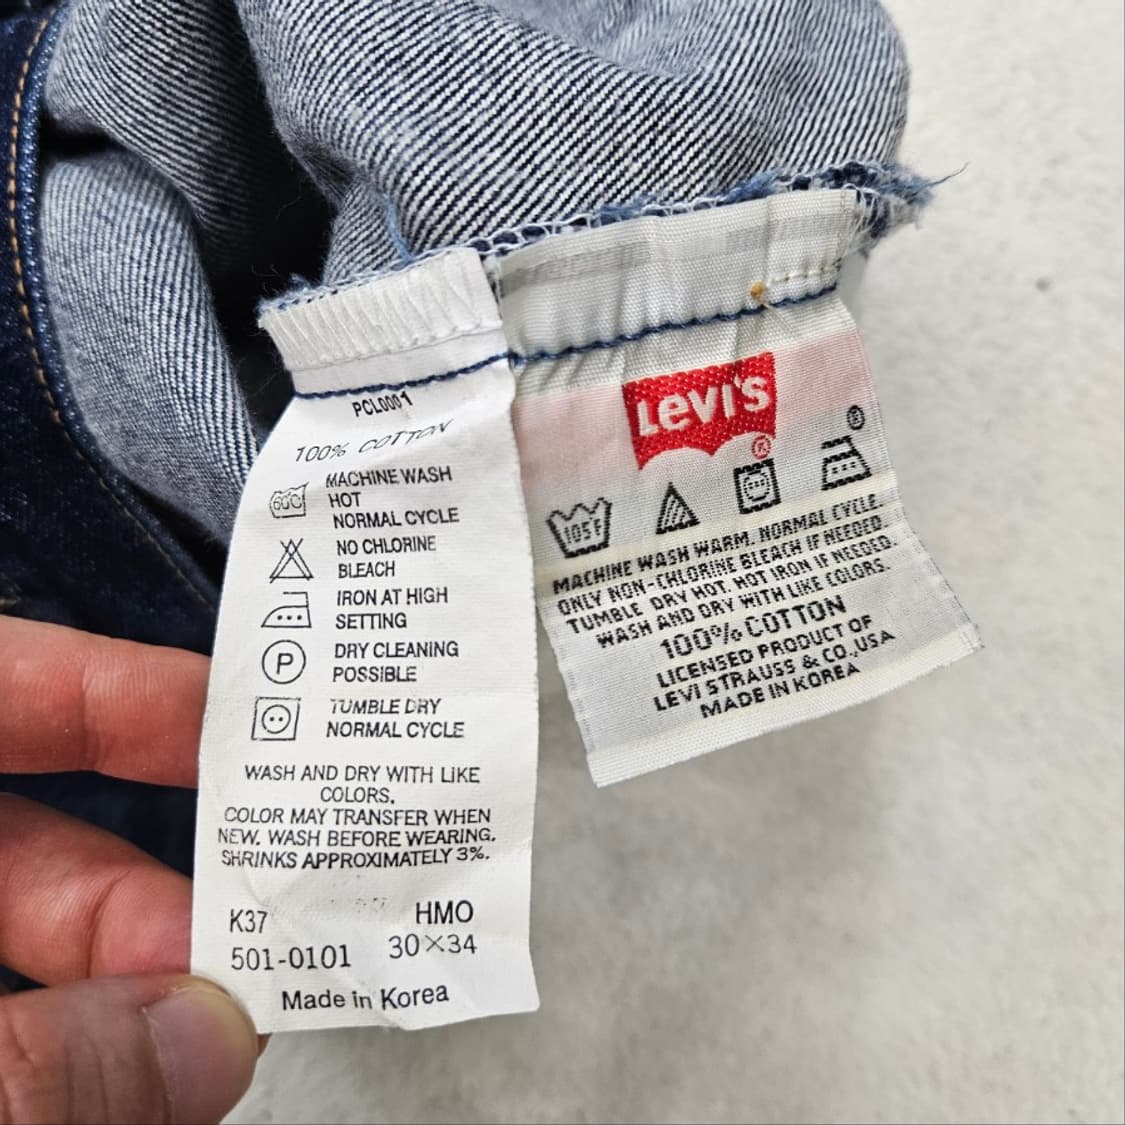 PCL0001
100% COTTON
60C
MACHINE WASH
HOT
NORMAL CYCLE
NO CHLORINE
BLEACH
IRON AT HIGH
SETTING
P
DRY CLEANING
POSSIBLE
TUMBLE DRY
NORMAL CYCLE
WASH AND DRY WITH LIKE
COLORS.
COLOR MAY TRANSFER WHEN
NEW. WASH BEFORE WEARING.
SHRINKS APPROXIMATELY 3%.
K37 HMO
501-0101 30×34
Made in Korea
LEVI'S
®
®
105°F
MACHINE WASH WARM. NORMAL CYCLE.
ONLY NON-CHLORINE BLEACH IF NEEDED.
TUMBLE DRY HOT. HOT IRON IF NEEDED.
WASH AND DRY WITH LIKE COLORS.
100% COTTON
LICENSED PRODUCT OF
LEVI STRAUSS & CO.,USA
MADE IN KOREA